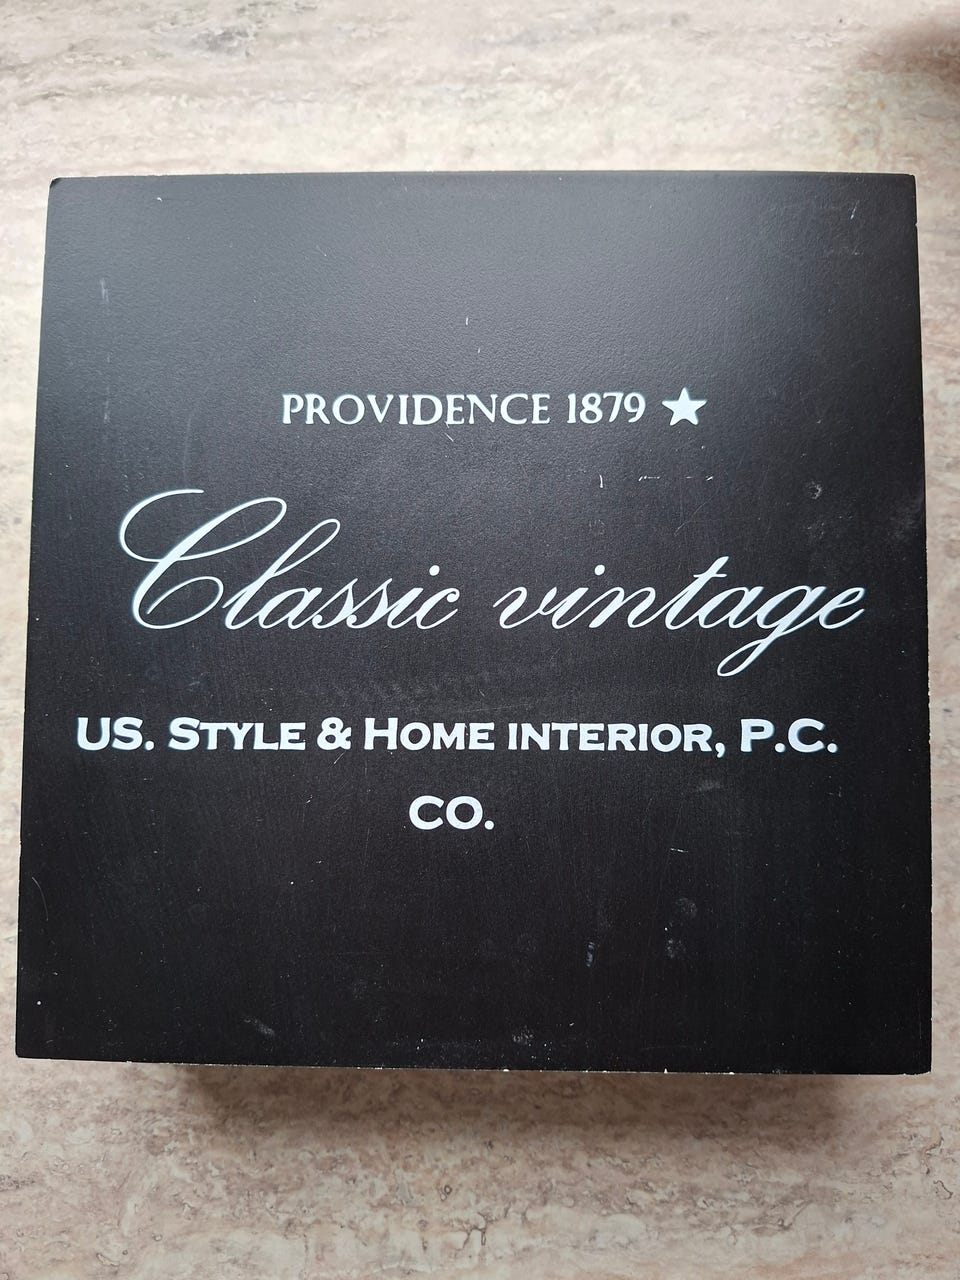 PROVIDENCE 1879 ★
Classic vintage
US. STYLE & HOME INTERIOR, P.C.
CO.